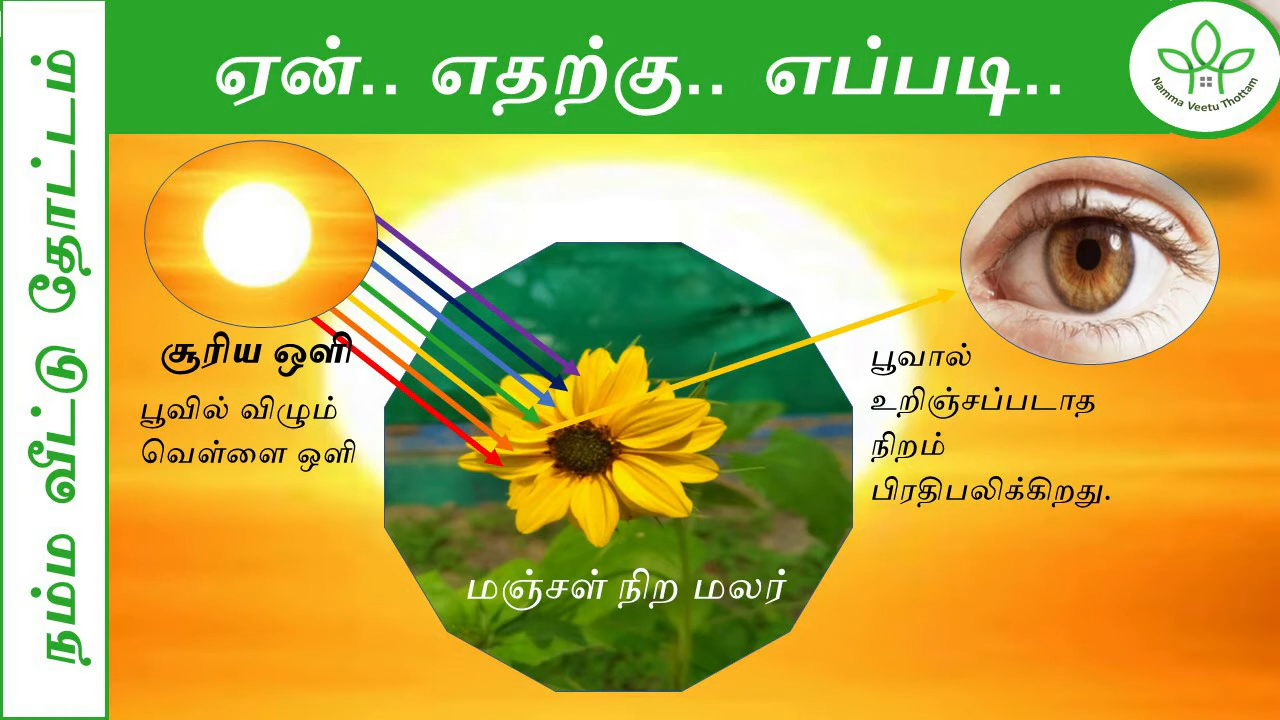 நம்ம வீட்டு தோட்டம்
ஏன்.. எதற்கு.. எப்படி..
Namma Veetu Thottam
சூரிய ஒளி
பூவில் விழும்
வெள்ளை ஒளி
பூவால்
உறிஞ்சப்படாத
நிறம்
பிரதிபலிக்கிறது.
மஞ்சள் நிற மலர்